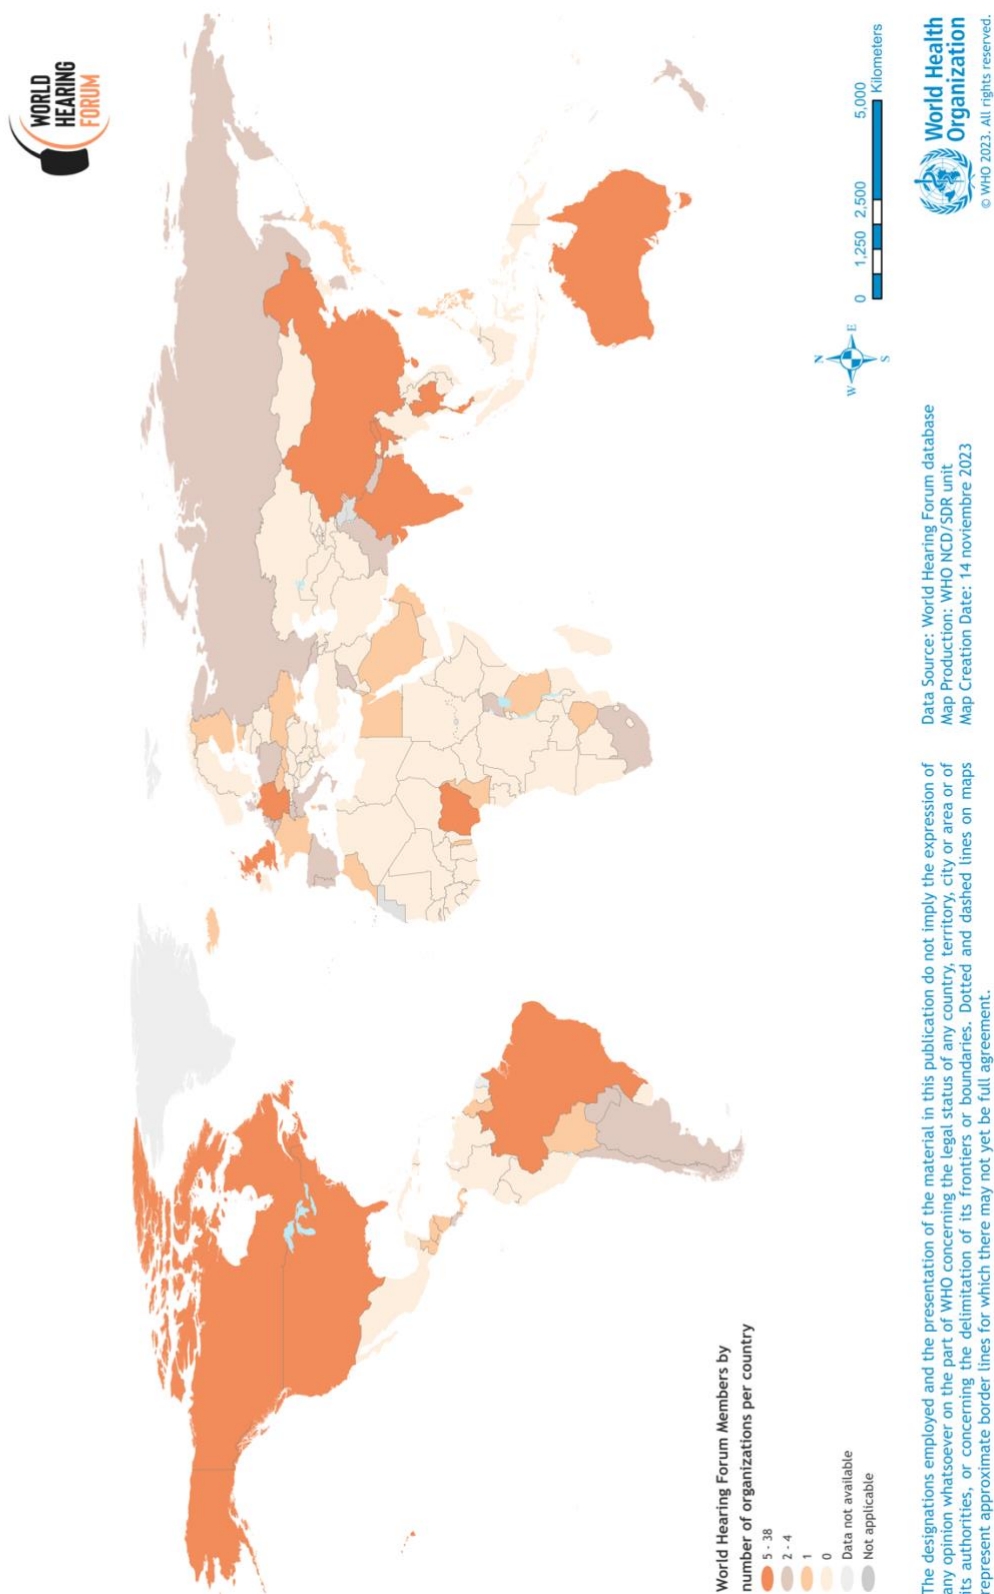 WORLD
HEARING
FORUM
World Hearing Forum Members by
number of organizations per country
5 - 38
2 - 4
1
0
Data not available
Not applicable
N
W
E
S
0
1,250
2,500
5,000
Kilometers
The designations employed and the presentation of the material in this publication do not imply the expression of
any opinion whatsoever on the part of WHO concerning the legal status of any country, territory, city or area or of
its authorities, or concerning the delimitation of its frontiers or boundaries. Dotted and dashed lines on maps
represent approximate border lines for which there may not yet be full agreement.
Data Source: World Hearing Forum database
Map Production: WHO NCD/SDR unit
Map Creation Date: 14 noviembre 2023
World Health
Organization
© WHO 2023. All rights reserved.